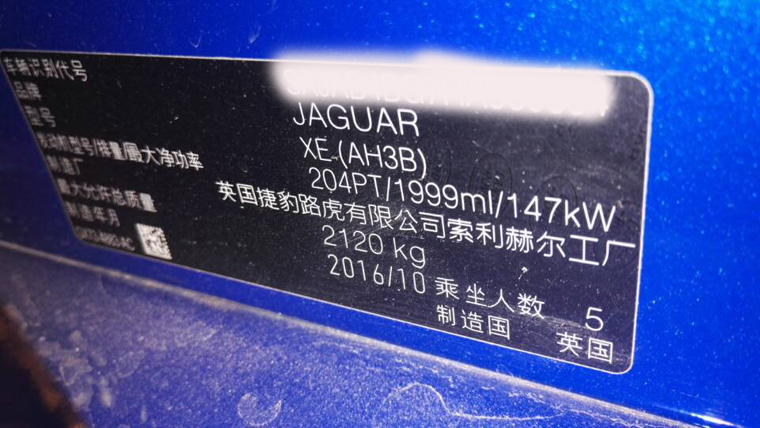 车辆识别代号
品牌 JAGUAR
型号 XE (AH3B)
发动机型号/排量/最大净功率 204PT/1999ml/147kW
制造厂 英国捷豹路虎有限公司索利赫尔工厂
最大允许总质量 2120 kg
制造年月 2016/10 乘坐人数 5
制造国 英国